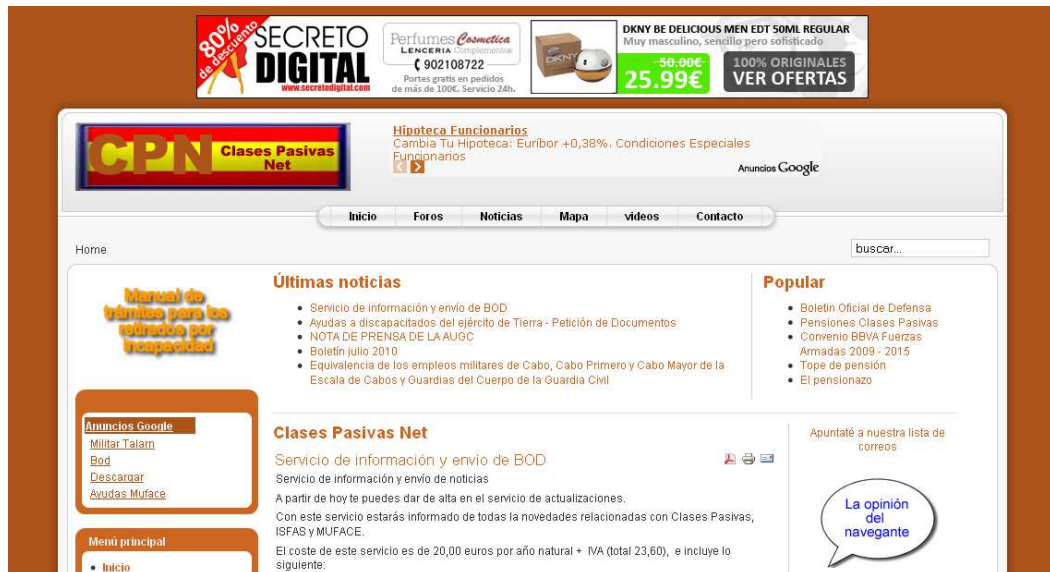 80%
de descuento
SECRETO
DIGITAL
www.secretodigital.com
Perfumes Cosmetica
LENCERIA Complementos
902108722
Portes gratis en pedidos
de más de 100€. Servicio 24h.
DKNY BE DELICIOUS MEN EDT 50ML REGULAR
Muy masculino, sencillo pero sofisticado
50.00€
25.99€
100% ORIGINALES
VER OFERTAS
CPN Clases Pasivas
Net
Hipoteca Funcionarios
Cambia Tu Hipoteca: Euríbor +0,38%. Condiciones Especiales
Funcionarios
Anuncios Google
Inicio Foros Noticias Mapa videos Contacto
Home
buscar...
Manual de
trámites para los
retirados por
incapacidad
Últimas noticias
Servicio de información y envío de BOD
Ayudas a discapacitados del ejército de Tierra - Petición de Documentos
NOTA DE PRENSA DE LA AUGC
Boletín julio 2010
Equivalencia de los empleos militares de Cabo, Cabo Primero y Cabo Mayor de la
Escala de Cabos y Guardias del Cuerpo de la Guardia Civil
Popular
Boletin Oficial de Defensa
Pensiones Clases Pasivas
Convenio BBVA Fuerzas
Armadas 2009 - 2015
Tope de pensión
El pensionazo
Anuncios Google
Militar Talarn
Bod
Descargar
Ayudas Muface
Menú principal
Inicio
Clases Pasivas Net
Servicio de información y envío de BOD
Servicio de información y envío de noticias
A partir de hoy te puedes dar de alta en el servicio de actualizaciones.
Con este servicio estarás informado de todas la novedades relacionadas con Clases Pasivas,
ISFAS y MUFACE.
El coste de este servicio es de 20,00 euros por año natural + IVA (total 23,60), e incluye lo
siguiente:
Apuntaté a nuestra lista de
correos
La opinión
del
navegante